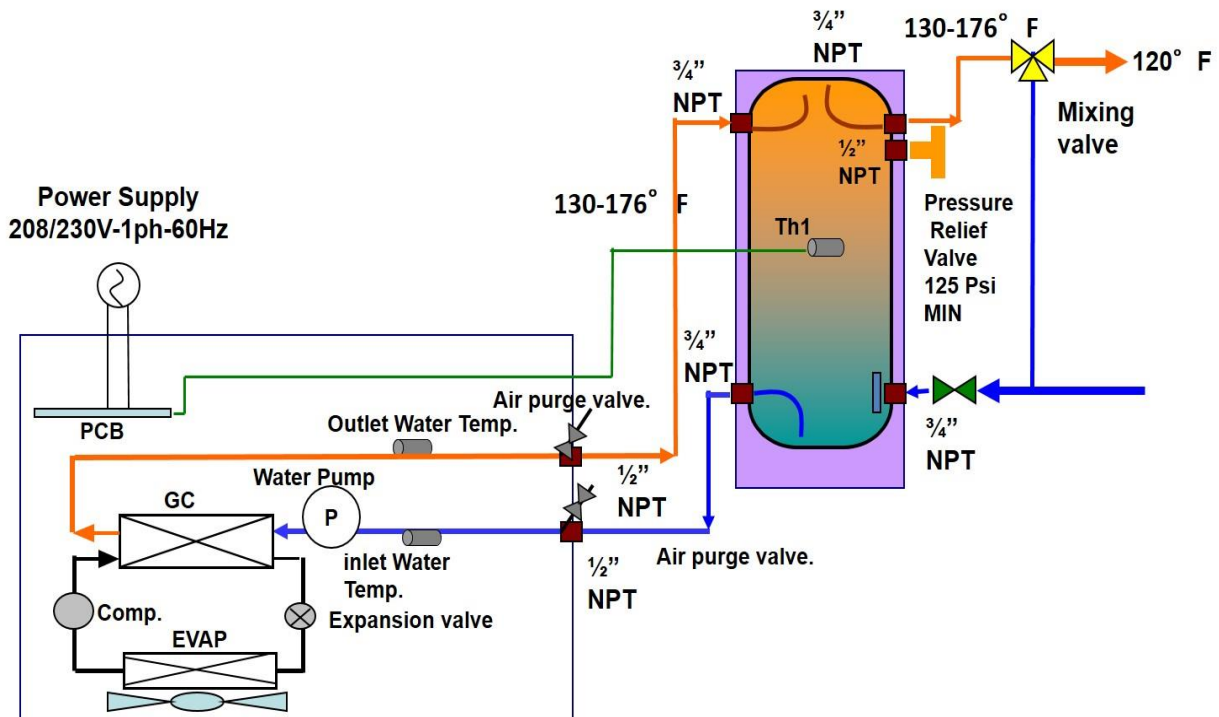 ¾”
NPT
130-176° F
120° F
Mixing
valve
¾”
NPT
½”
NPT
Power Supply
208/230V-1ph-60Hz
130-176° F
Th1
Pressure
Relief
Valve
125 Psi
MIN
¾”
NPT
PCB
Air purge valve.
Outlet Water Temp.
¾”
NPT
Water Pump
½”
NPT
GC
P
inlet Water
Temp.
Air purge valve.
½”
NPT
Comp.
Expansion valve
EVAP